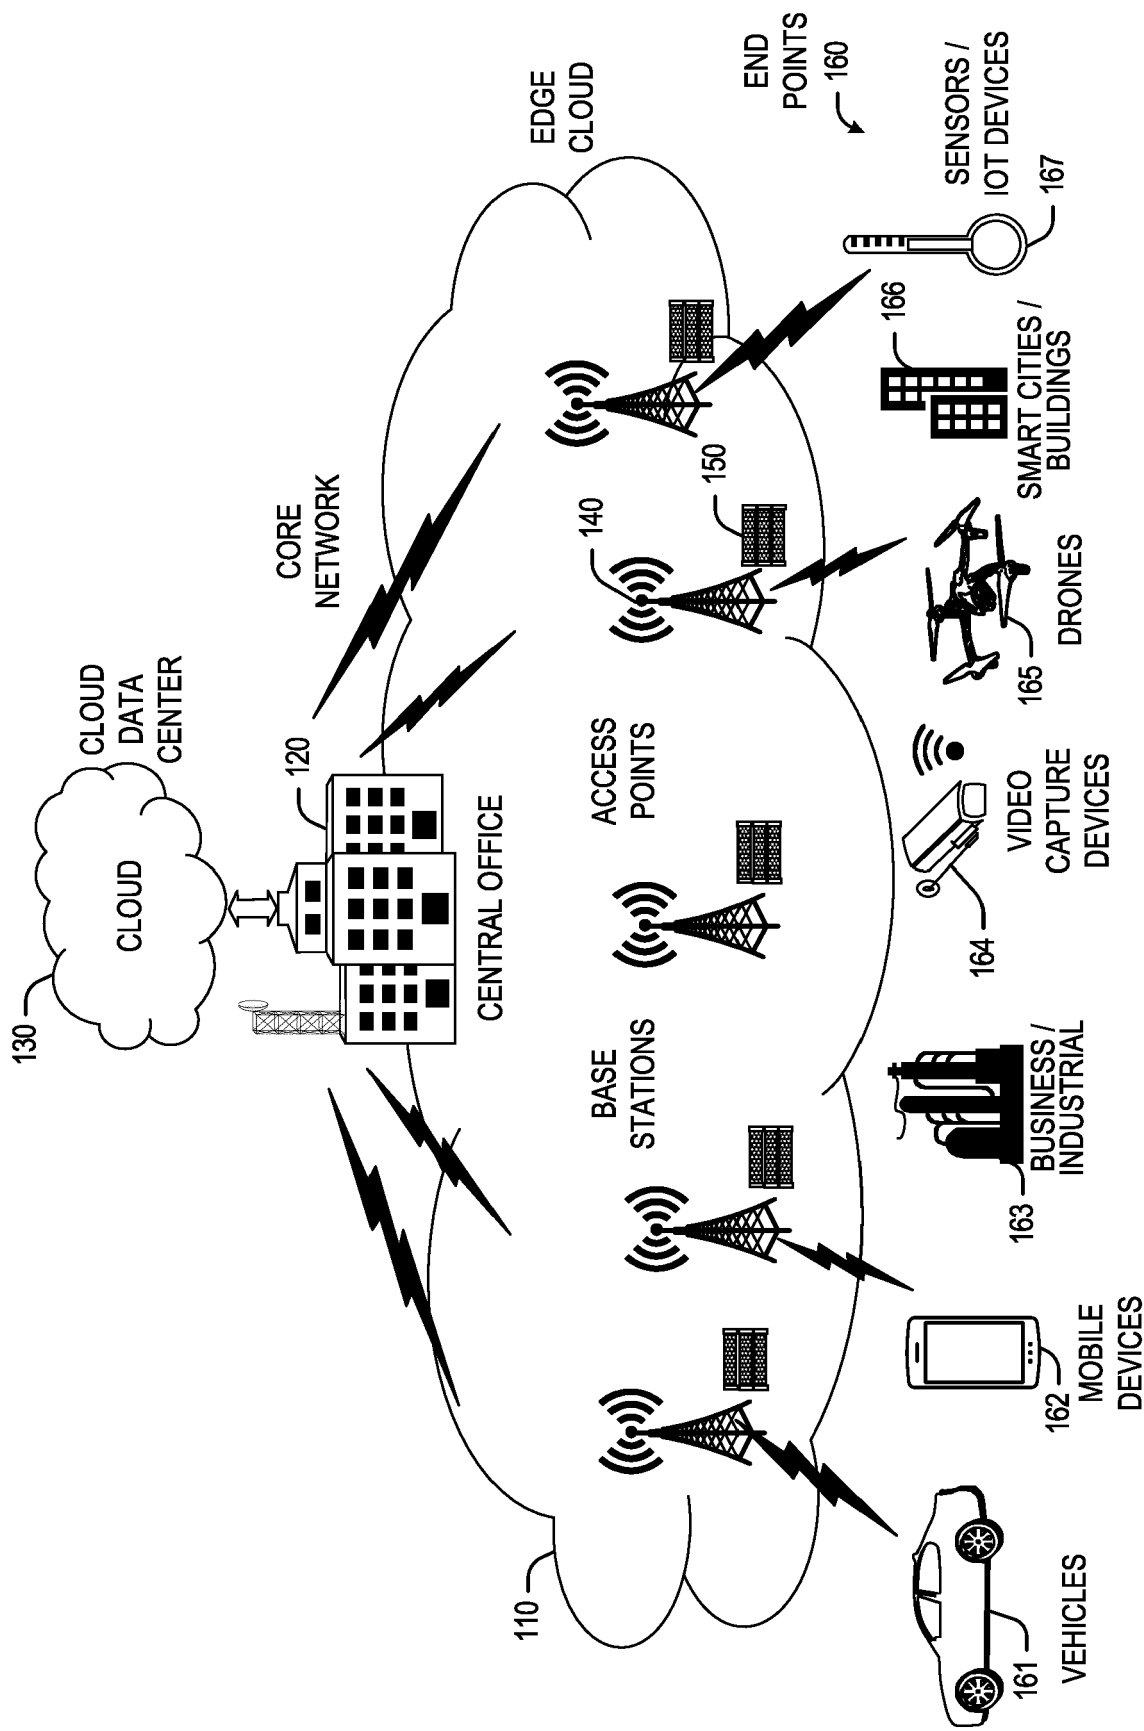 CLOUD
DATA
CENTER
130
CLOUD
120
CORE
NETWORK
CENTRAL OFFICE
EDGE
CLOUD
110
BASE
STATIONS
ACCESS
POINTS
140
150
END
POINTS
160
161
VEHICLES
162
MOBILE
DEVICES
163
BUSINESS /
INDUSTRIAL
164
VIDEO
CAPTURE
DEVICES
165
DRONES
166
SMART CITIES /
BUILDINGS
SENSORS /
IOT DEVICES
167